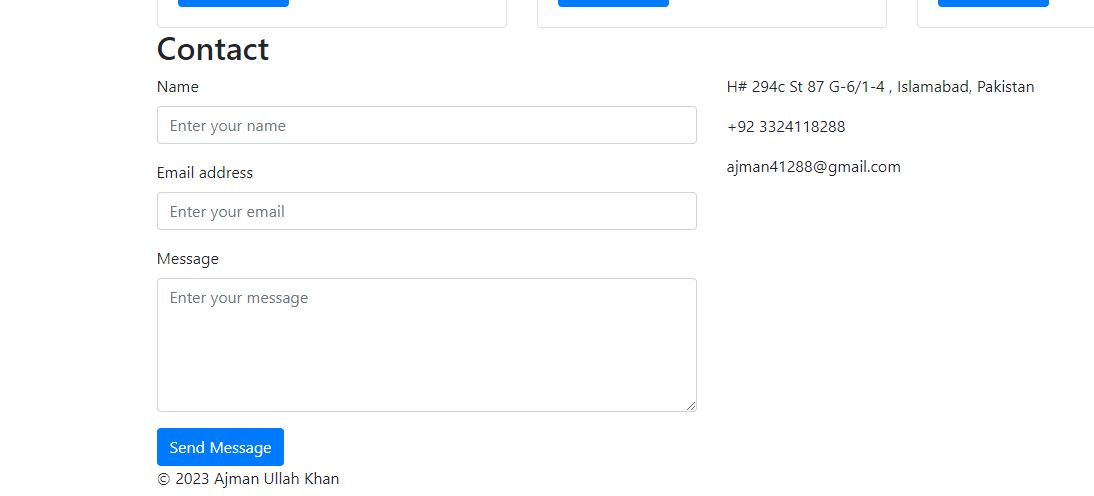 Contact
Name
Enter your name
Email address
Enter your email
Message
Enter your message
Send Message
H# 294c St 87 G-6/1-4 , Islamabad, Pakistan
+92 3324118288
ajman41288@gmail.com
© 2023 Ajman Ullah Khan